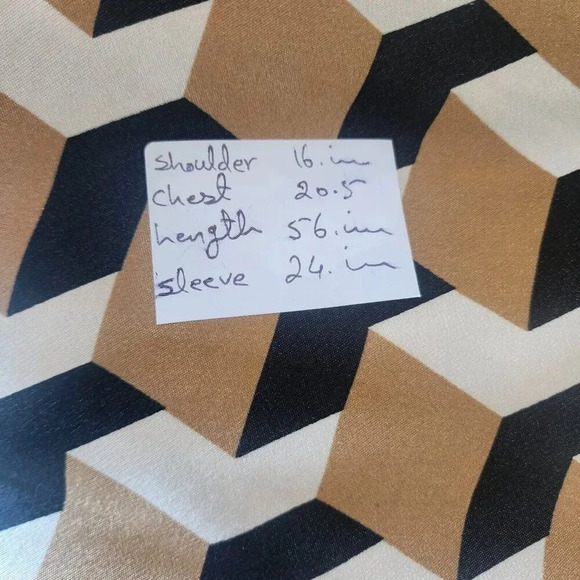 shoulder 16.in
chest 20.5
Length 56.in
sleeve 24.in